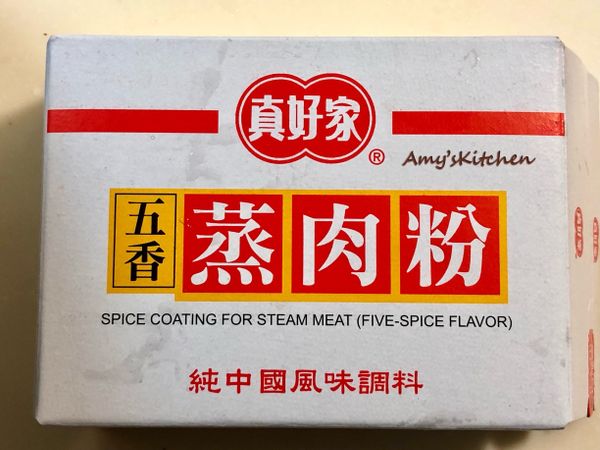 真好家
®
Amy'sKitchen
五香
蒸肉粉
SPICE COATING FOR STEAM MEAT (FIVE-SPICE FLAVOR)
純中國風味調料